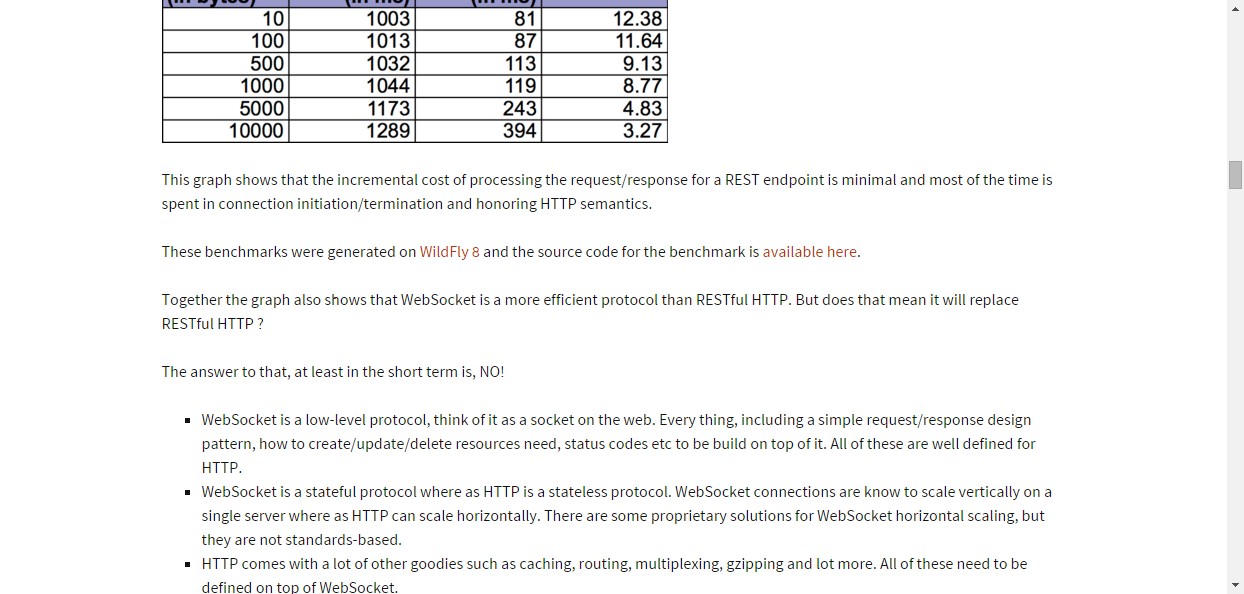 10 1003 81 12.38
100 1013 87 11.64
500 1032 113 9.13
1000 1044 119 8.77
5000 1173 243 4.83
10000 1289 394 3.27
This graph shows that the incremental cost of processing the request/response for a REST endpoint is minimal and most of the time is
spent in connection initiation/termination and honoring HTTP semantics.
These benchmarks were generated on WildFly 8 and the source code for the benchmark is available here.
Together the graph also shows that WebSocket is a more efficient protocol than RESTful HTTP. But does that mean it will replace
RESTful HTTP ?
The answer to that, at least in the short term is, NO!
▪ WebSocket is a low-level protocol, think of it as a socket on the web. Every thing, including a simple request/response design
pattern, how to create/update/delete resources need, status codes etc to be build on top of it. All of these are well defined for
HTTP.
▪ WebSocket is a stateful protocol where as HTTP is a stateless protocol. WebSocket connections are know to scale vertically on a
single server where as HTTP can scale horizontally. There are some proprietary solutions for WebSocket horizontal scaling, but
they are not standards-based.
▪ HTTP comes with a lot of other goodies such as caching, routing, multiplexing, gzipping and lot more. All of these need to be
defined on top of WebSocket.